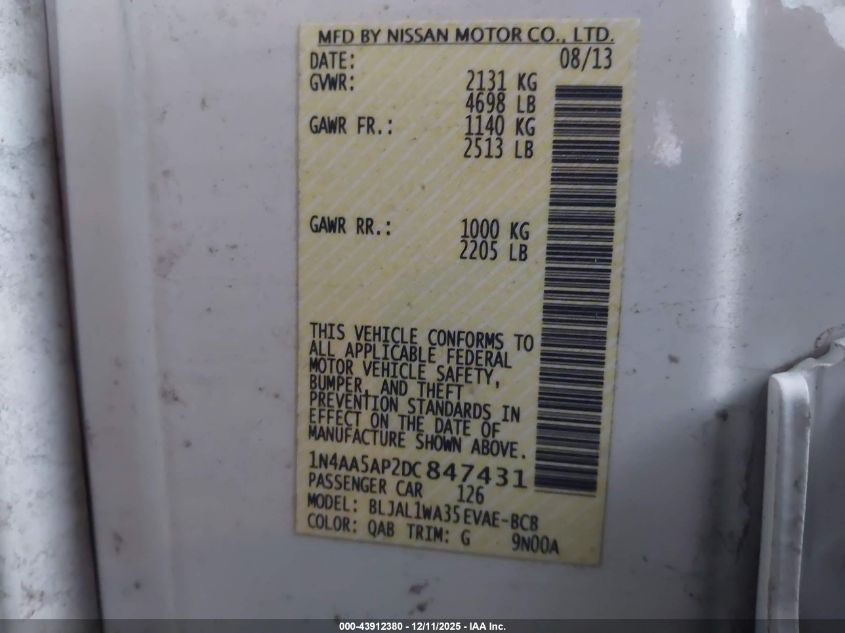 MFD BY NISSAN MOTOR CO., LTD.
DATE: 08/13
GVWR: 2131 KG
4698 LB
GAWR FR.: 1140 KG
2513 LB
GAWR RR.: 1000 KG
2205 LB
THIS VEHICLE CONFORMS TO
ALL APPLICABLE FEDERAL
MOTOR VEHICLE SAFETY,
BUMPER, AND THEFT
PREVENTION STANDARDS IN
EFFECT ON THE DATE OF
MANUFACTURE SHOWN ABOVE.
1N4AA5AP2DC847431
PASSENGER CAR 126
MODEL: BLJAL1WA35EVAE-BCB
COLOR: QAB TRIM: G 9N00A
000-43912380 - 12/11/2025 - IAA Inc.